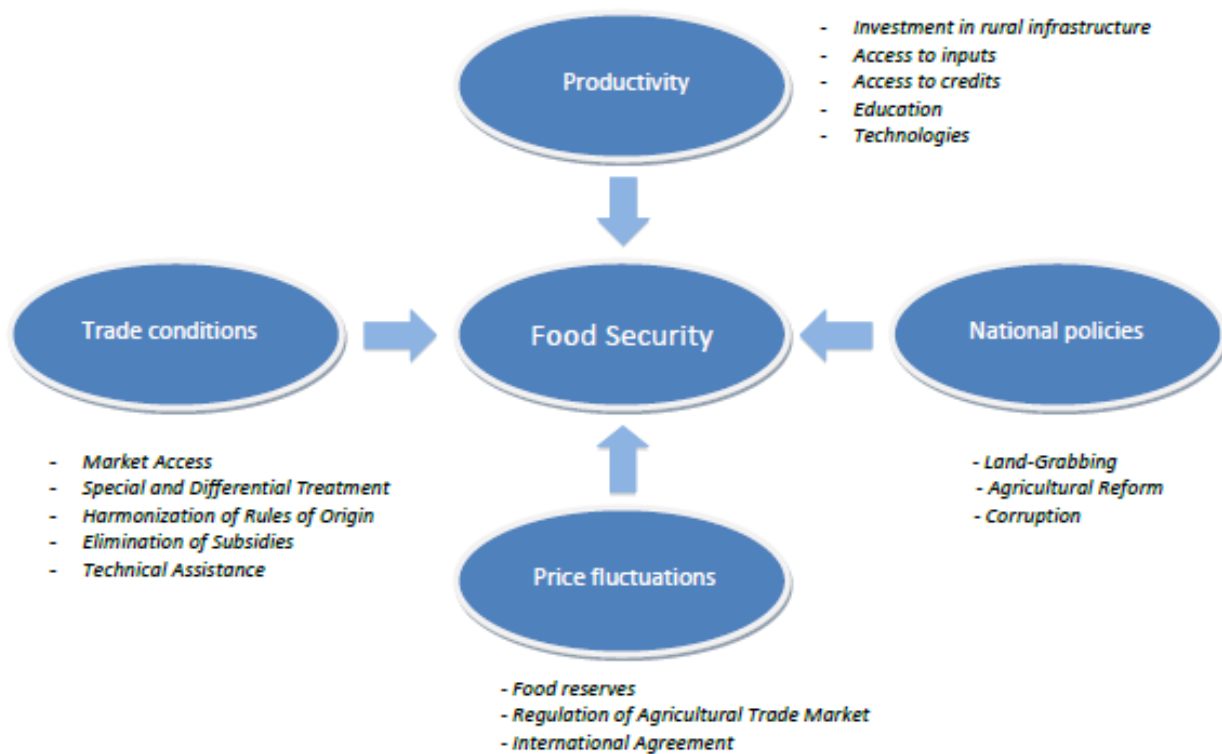 Productivity
- Investment in rural infrastructure
- Access to inputs
- Access to credits
- Education
- Technologies
Trade conditions
Food Security
National policies
- Market Access
- Special and Differential Treatment
- Harmonization of Rules of Origin
- Elimination of Subsidies
- Technical Assistance
- Land-Grabbing
- Agricultural Reform
- Corruption
Price fluctuations
- Food reserves
- Regulation of Agricultural Trade Market
- International Agreement